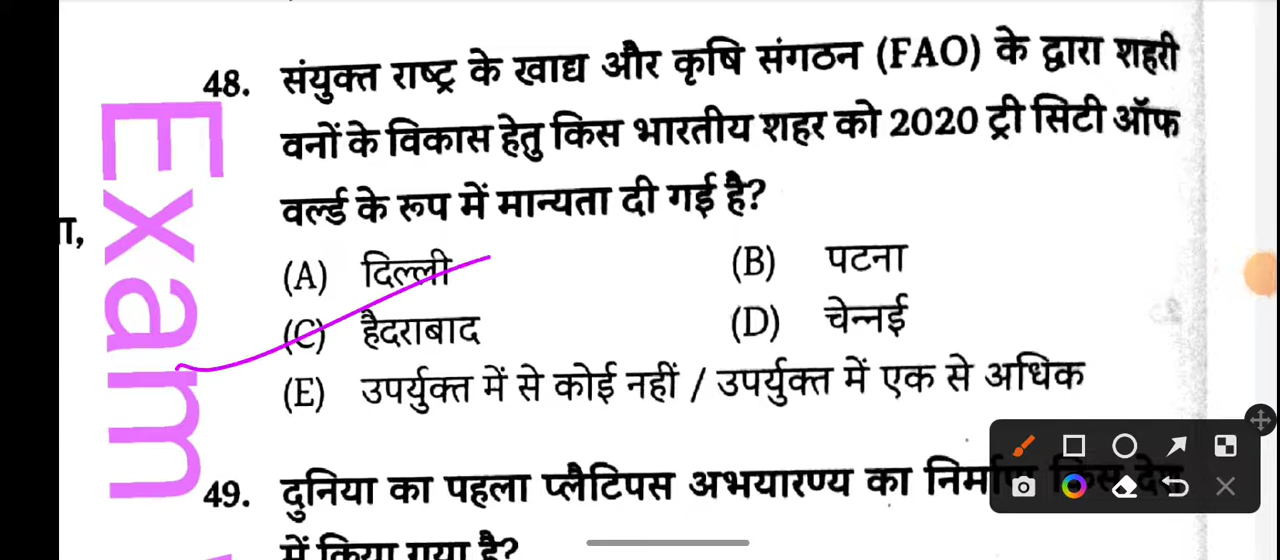 48. संयुक्त राष्ट्र के खाद्य और कृषि संगठन (FAO) के द्वारा शहरी
वनों के विकास हेतु किस भारतीय शहर को 2020 ट्री सिटी ऑफ
वर्ल्ड के रूप में मान्यता दी गई है?
(A) दिल्ली (B) पटना
(C) हैदराबाद (D) चेन्नई
(E) उपर्युक्त में से कोई नहीं / उपर्युक्त में एक से अधिक
49. दुनिया का पहला प्लैटिपस अभयारण्य का निर्माण किस देश
में किया गया है?
Exam